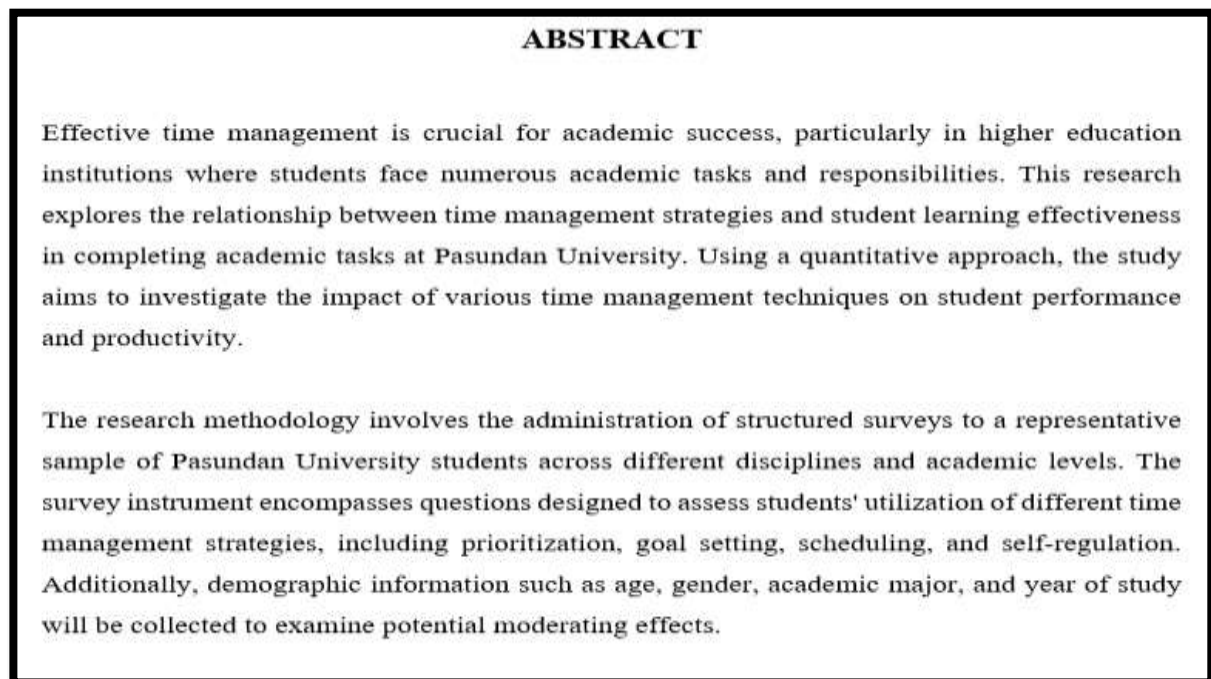 ABSTRACT
Effective time management is crucial for academic success, particularly in higher education
institutions where students face numerous academic tasks and responsibilities. This research
explores the relationship between time management strategies and student learning effectiveness
in completing academic tasks at Pasundan University. Using a quantitative approach, the study
aims to investigate the impact of various time management techniques on student performance
and productivity.
The research methodology involves the administration of structured surveys to a representative
sample of Pasundan University students across different disciplines and academic levels. The
survey instrument encompasses questions designed to assess students' utilization of different time
management strategies, including prioritization, goal setting, scheduling, and self-regulation.
Additionally, demographic information such as age, gender, academic major, and year of study
will be collected to examine potential moderating effects.